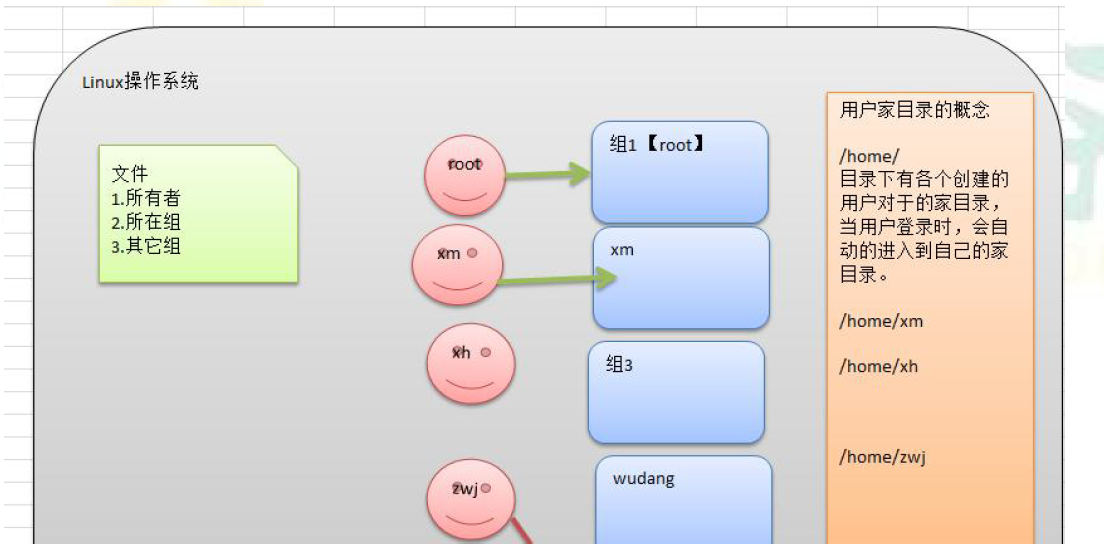 Linux操作系统
文件
1.所有者
2.所在组
3.其它组
root
xm
xh
zwj
组1【root】
xm
组3
wudang
用户家目录的概念
/home/
目录下有各个创建的
用户对于的家目录，
当用户登录时，会自
动的进入到自己的家
目录。
/home/xm
/home/xh
/home/zwj